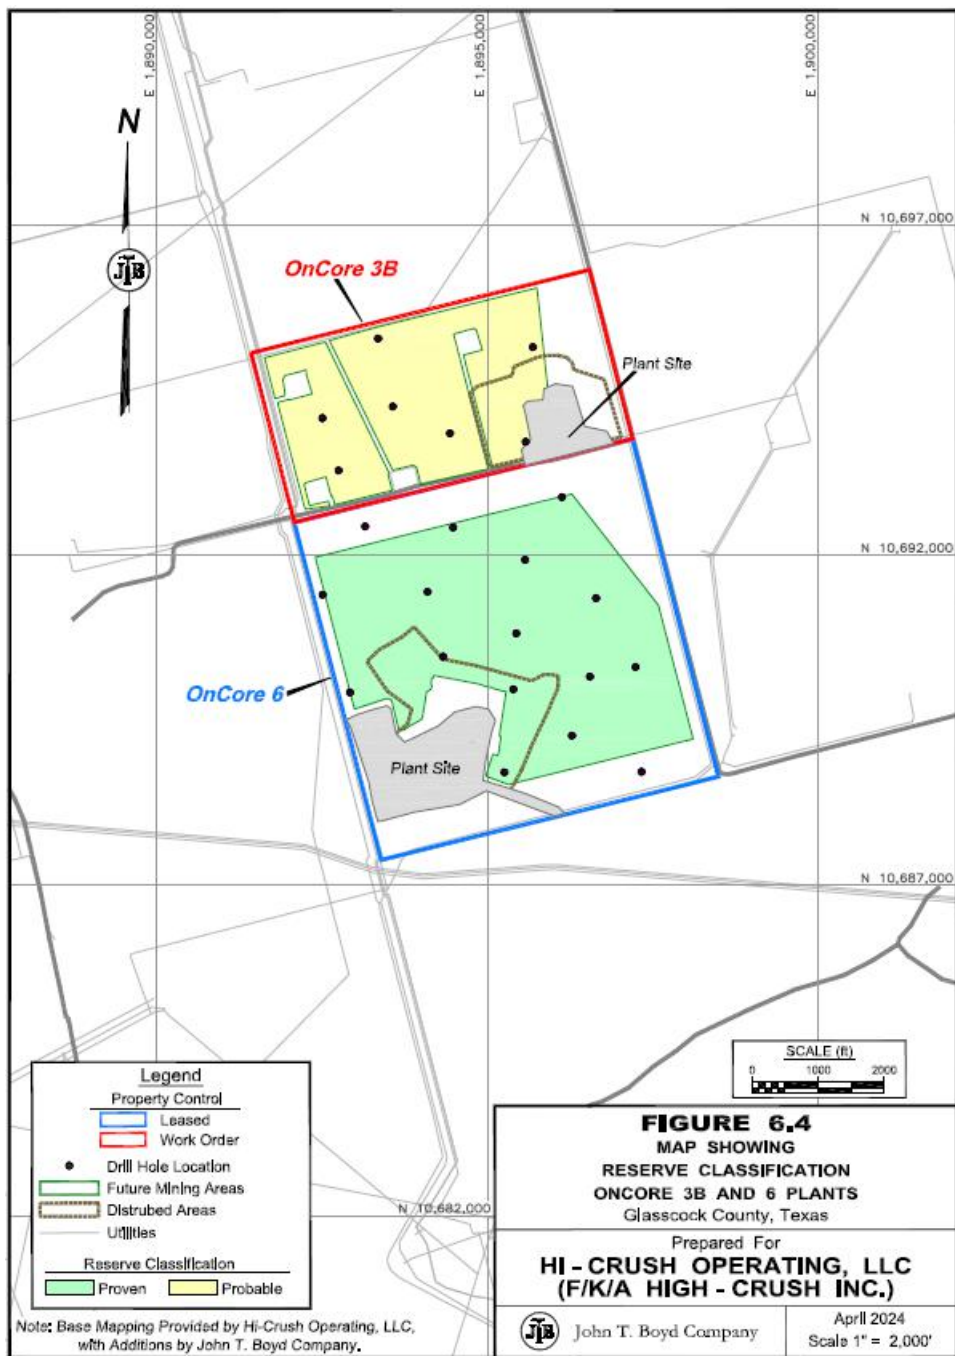 E 1,890,000
E 1,895,000
E 1,900,000
N
JTB
N 10,697,000
OnCore 3B
Plant Site
N 10,692,000
OnCore 6
Plant Site
N 10,687,000
N 10,682,000
SCALE (ft)
0 1000 2000
Legend
Property Control
Leased
Work Order
Drill Hole Location
Future Mining Areas
Distrubed Areas
Utilities
Reserve Classification
Proven Probable
Note: Base Mapping Provided by Hi-Crush Operating, LLC,
with Additions by John T. Boyd Company.
FIGURE 6.4
MAP SHOWING
RESERVE CLASSIFICATION
ONCORE 3B AND 6 PLANTS
Glasscock County, Texas
Prepared For
HI - CRUSH OPERATING, LLC
(F/K/A HIGH - CRUSH INC.)
JTB
John T. Boyd Company
April 2024
Scale 1" = 2,000'